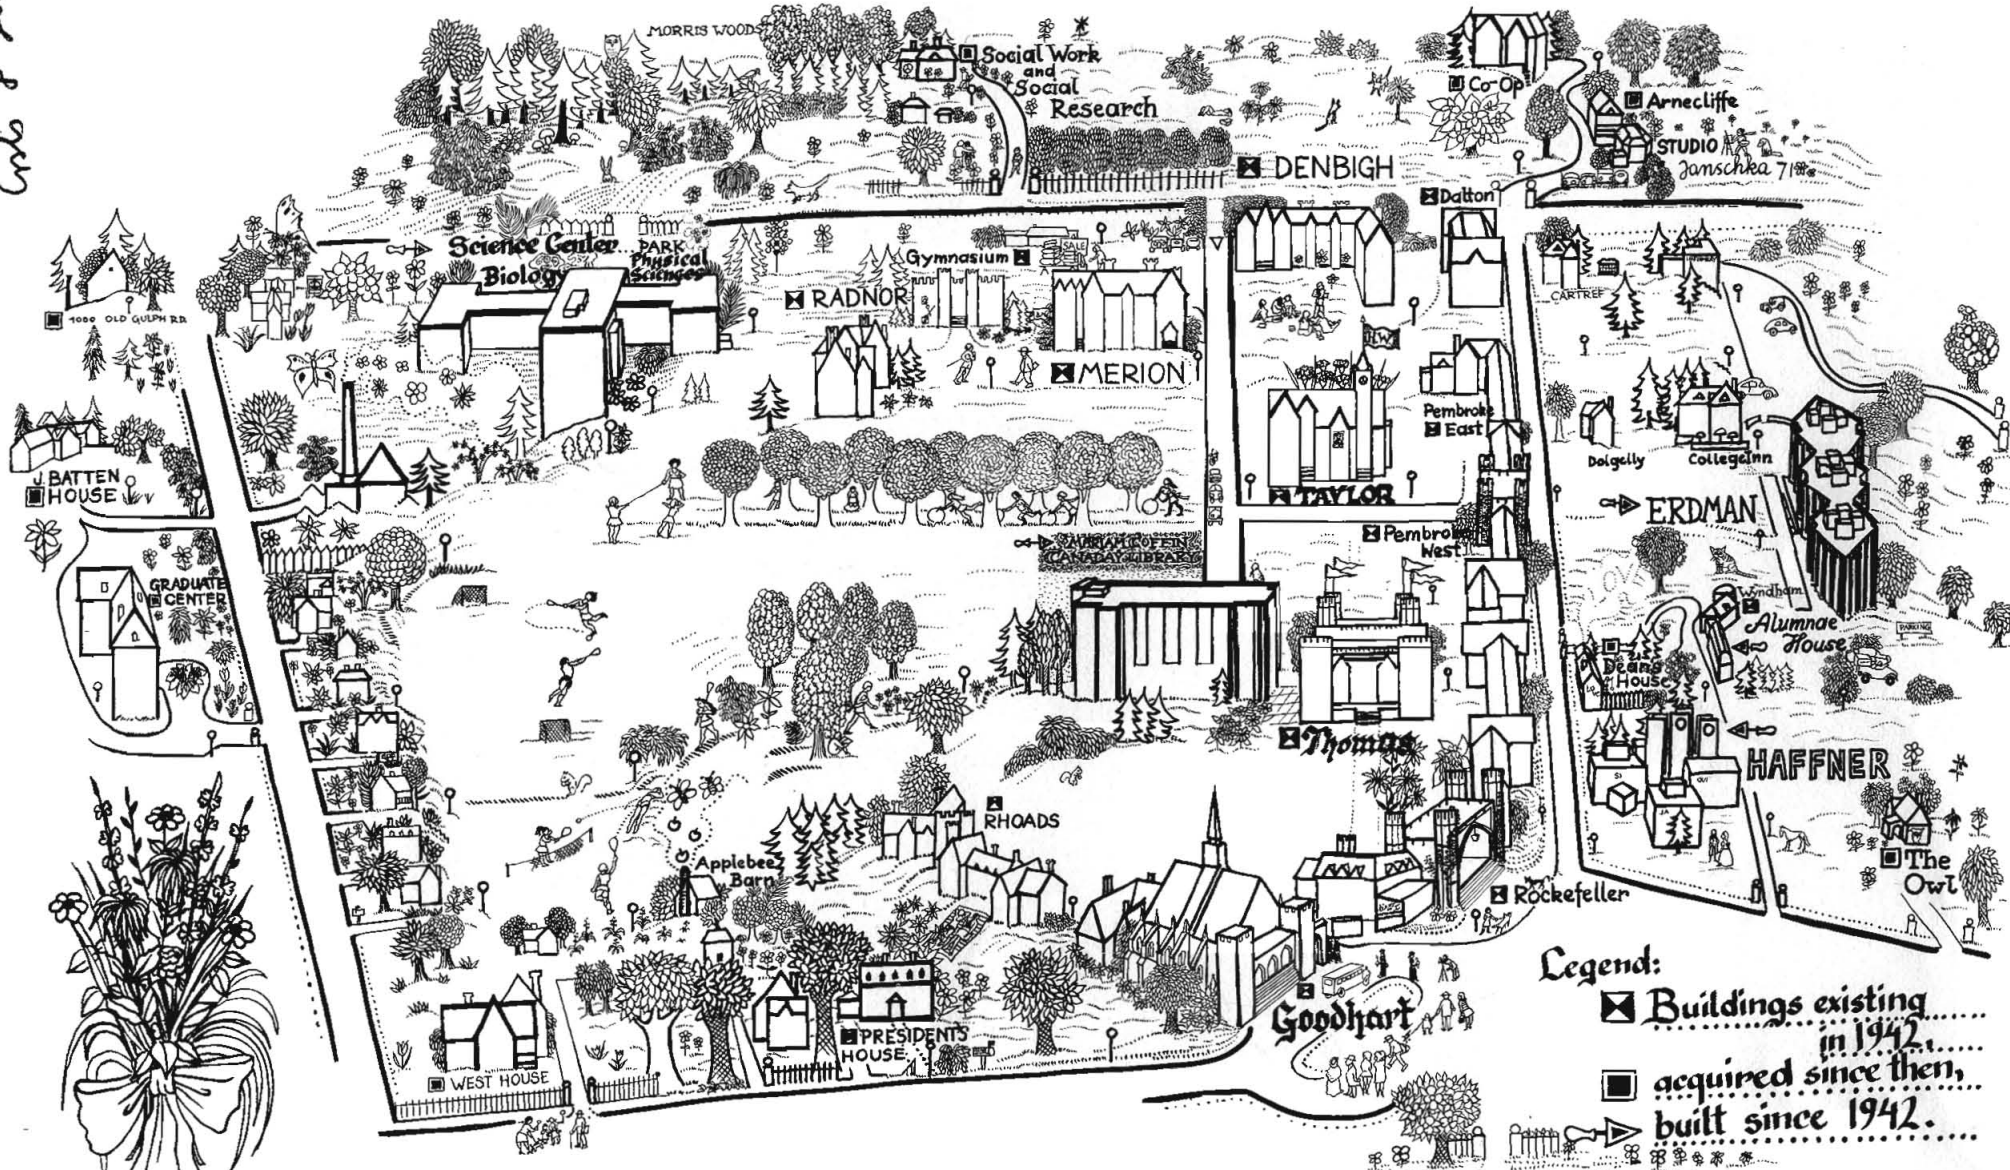 MORRIS WOODS
Social Work
and
Social
Research
Co-Op
Arnecliffe
STUDIO
Janschka 71
DENBIGH
Dalton
Science Center
Biology
PARK
Physical
Sciences
Gymnasium
SALE
RADNOR
MERION
1000 OLD GULPH RD.
CARTREF
Pembroke
East
Dolgelly
College Inn
J. BATTEN
HOUSE
TAYLOR
ERDMAN
Pembroke
West
MIRIAM COFFIN
CANADAY LIBRARY
GRADUATE
CENTER
Wyndham
Alumnae
House
PARKING
Deans
House
Thomas
HAFFNER
RHOADS
Applebee
Barn
The
Owl
Rockefeller
Goodhart
PRESIDENTS
HOUSE
WEST HOUSE
Legend:
Buildings existing
in 1942,
acquired since then,
built since 1942.